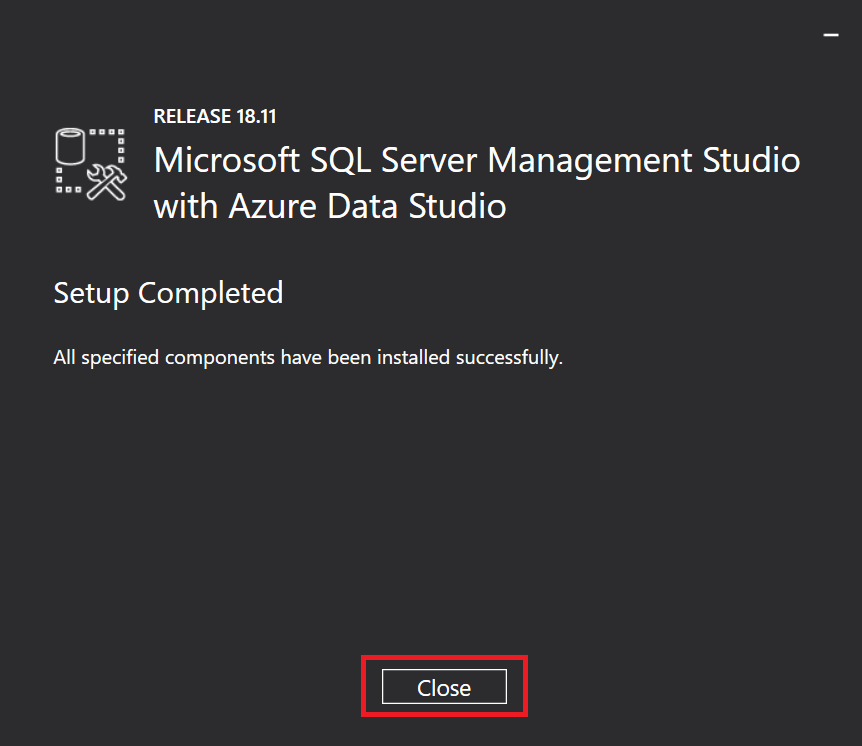 RELEASE 18.11
Microsoft SQL Server Management Studio
with Azure Data Studio
Setup Completed
All specified components have been installed successfully.
Close